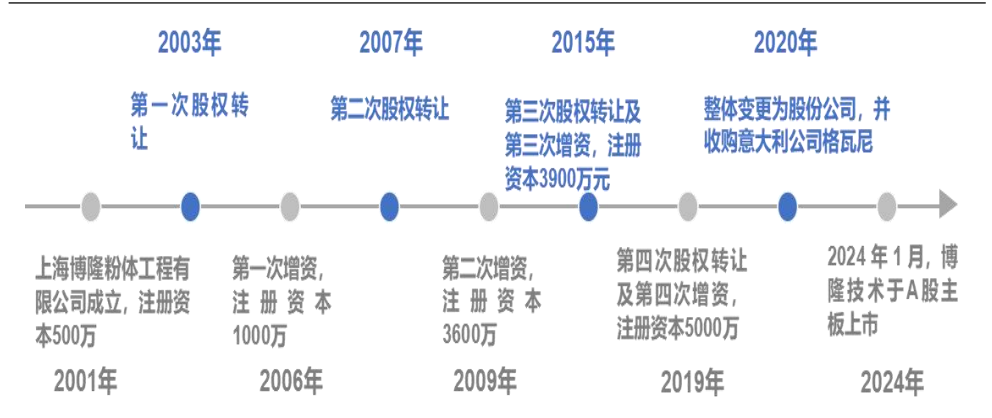 2003年
2007年
2015年
2020年
第一次股权转
让
第二次股权转让
第三次股权转让及
第三次增资，注册
资本3900万元
整体变更为股份公司，并
收购意大利公司格瓦尼
上海博隆粉体工程有
限公司成立，注册资
本500万
第一次增资，
注册资本
1000万
第二次增资，
注册资本
3600万
第四次股权转让
及第四次增资，
注册资本5000万
2024年1月，博
隆技术于A股主
板上市
2001年
2006年
2009年
2019年
2024年